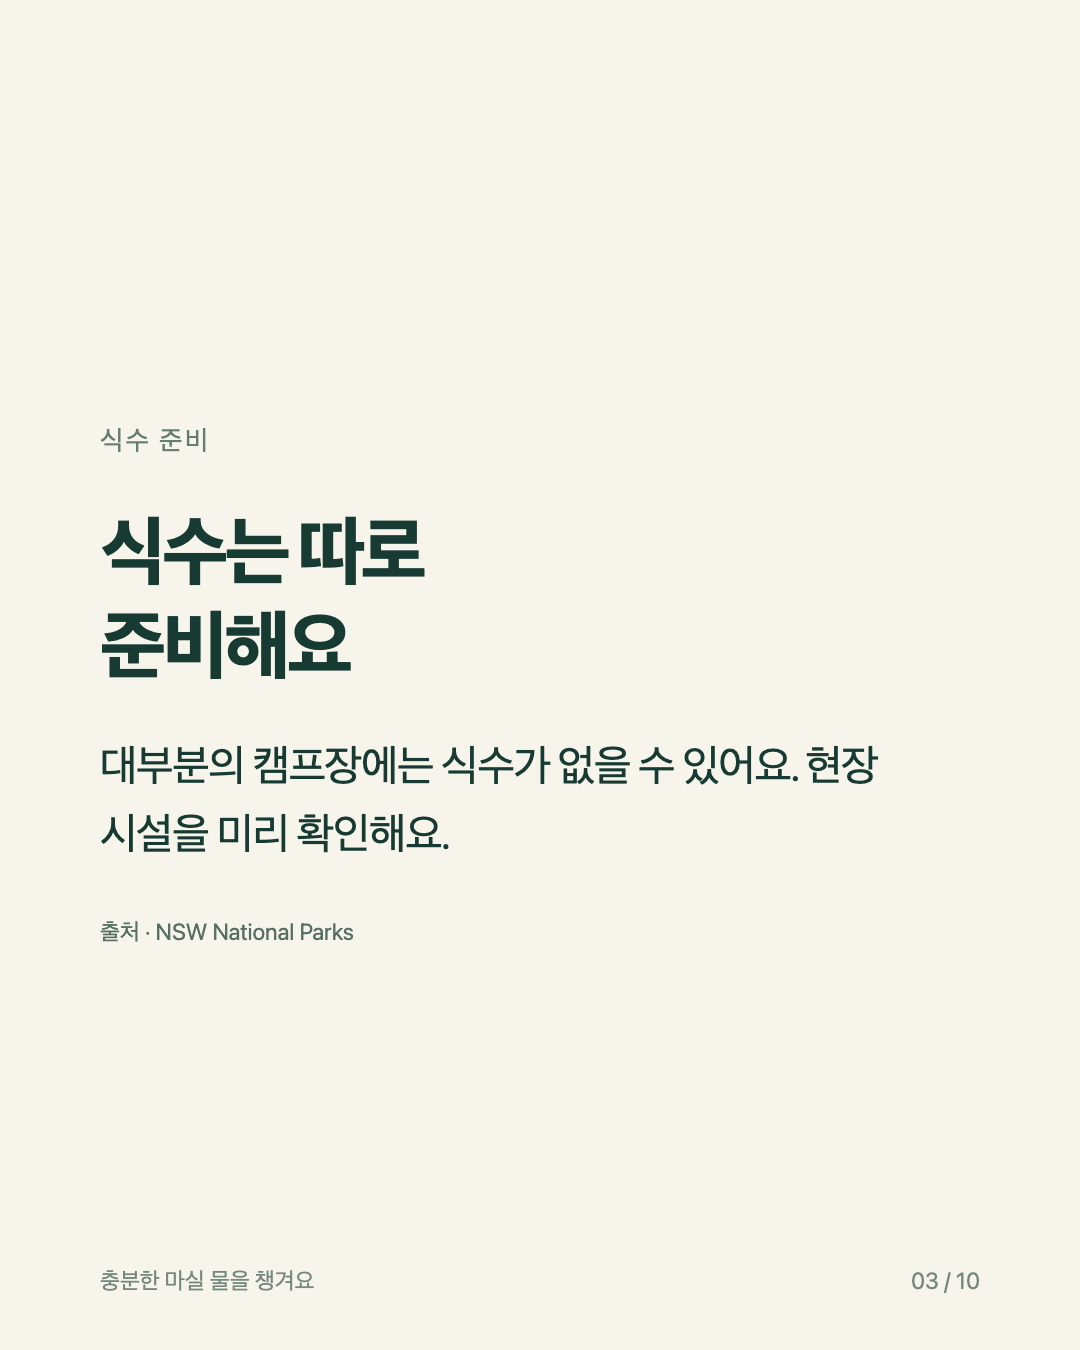 식수 준비
식수는 따로
준비해요
대부분의 캠프장에는 식수가 없을 수 있어요. 현장
시설을 미리 확인해요.
출처 · NSW National Parks
충분한 마실 물을 챙겨요
03 / 10